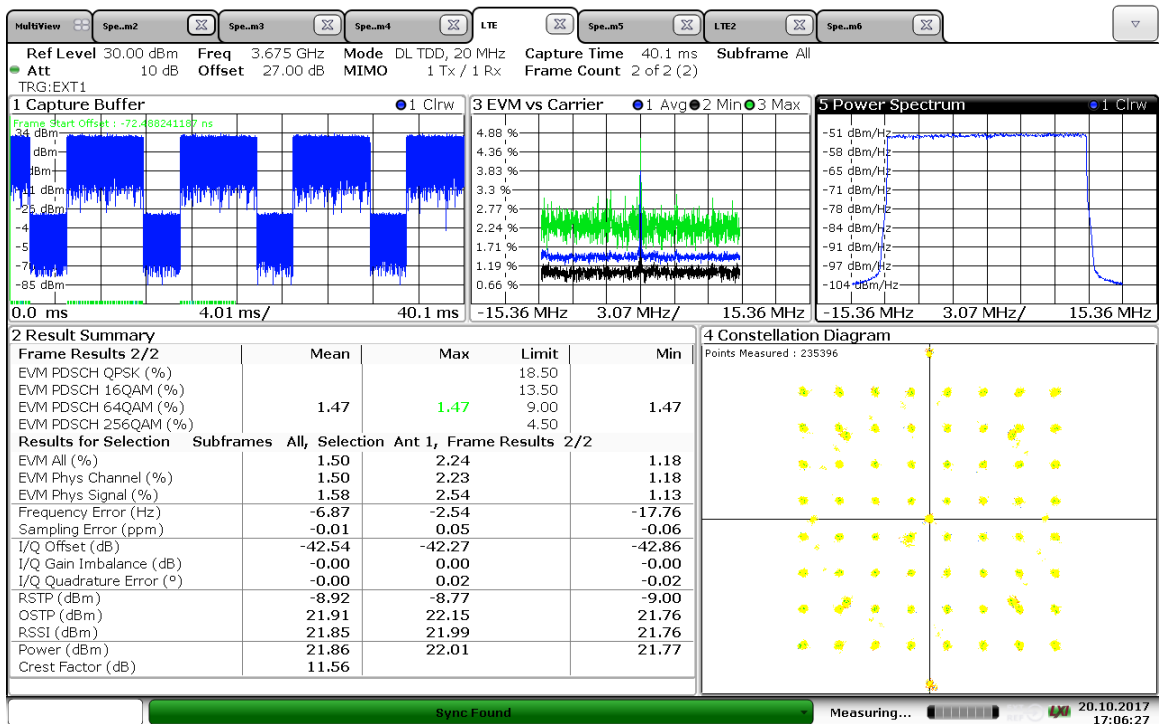 MultiView Spe...m2 Spe...m3 Spe...m4 LTE Spe...m5 LTE2 Spe...m6
Ref Level 30.00 dBm Freq 3.675 GHz Mode DL TDD, 20 MHz Capture Time 40.1 ms Subframe All
Att 10 dB Offset 27.00 dB MIMO 1 Tx / 1 Rx Frame Count 2 of 2 (2)
TRG:EXT1
1 Capture Buffer 1 Clrw
Frame Start Offset : -72.488241187 ns
34 dBm
dBm
dBm
dBm
-25 dBm
-85 dBm
0.0 ms 4.01 ms/ 40.1 ms
3 EVM vs Carrier 1 Avg 2 Min 3 Max
4.88 %
4.36 %
3.83 %
3.3 %
2.77 %
2.24 %
1.71 %
1.19 %
0.66 %
-15.36 MHz 3.07 MHz/ 15.36 MHz
5 Power Spectrum 1 Clrw
-51 dBm/Hz
-58 dBm/Hz
-65 dBm/Hz
-71 dBm/Hz
-78 dBm/Hz
-84 dBm/Hz
-91 dBm/Hz
-97 dBm/Hz
-104 dBm/Hz
-15.36 MHz 3.07 MHz/ 15.36 MHz
2 Result Summary
Frame Results 2/2 Mean Max Limit Min
EVM PDSCH QPSK (%) 18.50
EVM PDSCH 16QAM (%) 13.50
EVM PDSCH 64QAM (%) 1.47 1.47 9.00 1.47
EVM PDSCH 256QAM (%) 4.50
Results for Selection Subframes All, Selection Ant 1, Frame Results 2/2
EVM All (%) 1.50 2.24 1.18
EVM Phys Channel (%) 1.50 2.23 1.18
EVM Phys Signal (%) 1.58 2.54 1.13
Frequency Error (Hz) -6.87 -2.54 -17.76
Sampling Error (ppm) -0.01 0.05 -0.06
I/Q Offset (dB) -42.54 -42.27 -42.86
I/Q Gain Imbalance (dB) -0.00 0.00 -0.00
I/Q Quadrature Error (°) -0.00 0.02 -0.02
RSTP (dBm) -8.92 -8.77 -9.00
OSTP (dBm) 21.91 22.15 21.76
RSSI (dBm) 21.85 21.99 21.76
Power (dBm) 21.86 22.01 21.77
Crest Factor (dB) 11.56
4 Constellation Diagram
Points Measured : 235396
Sync Found
Measuring...
LXI
20.10.2017
17:06:27